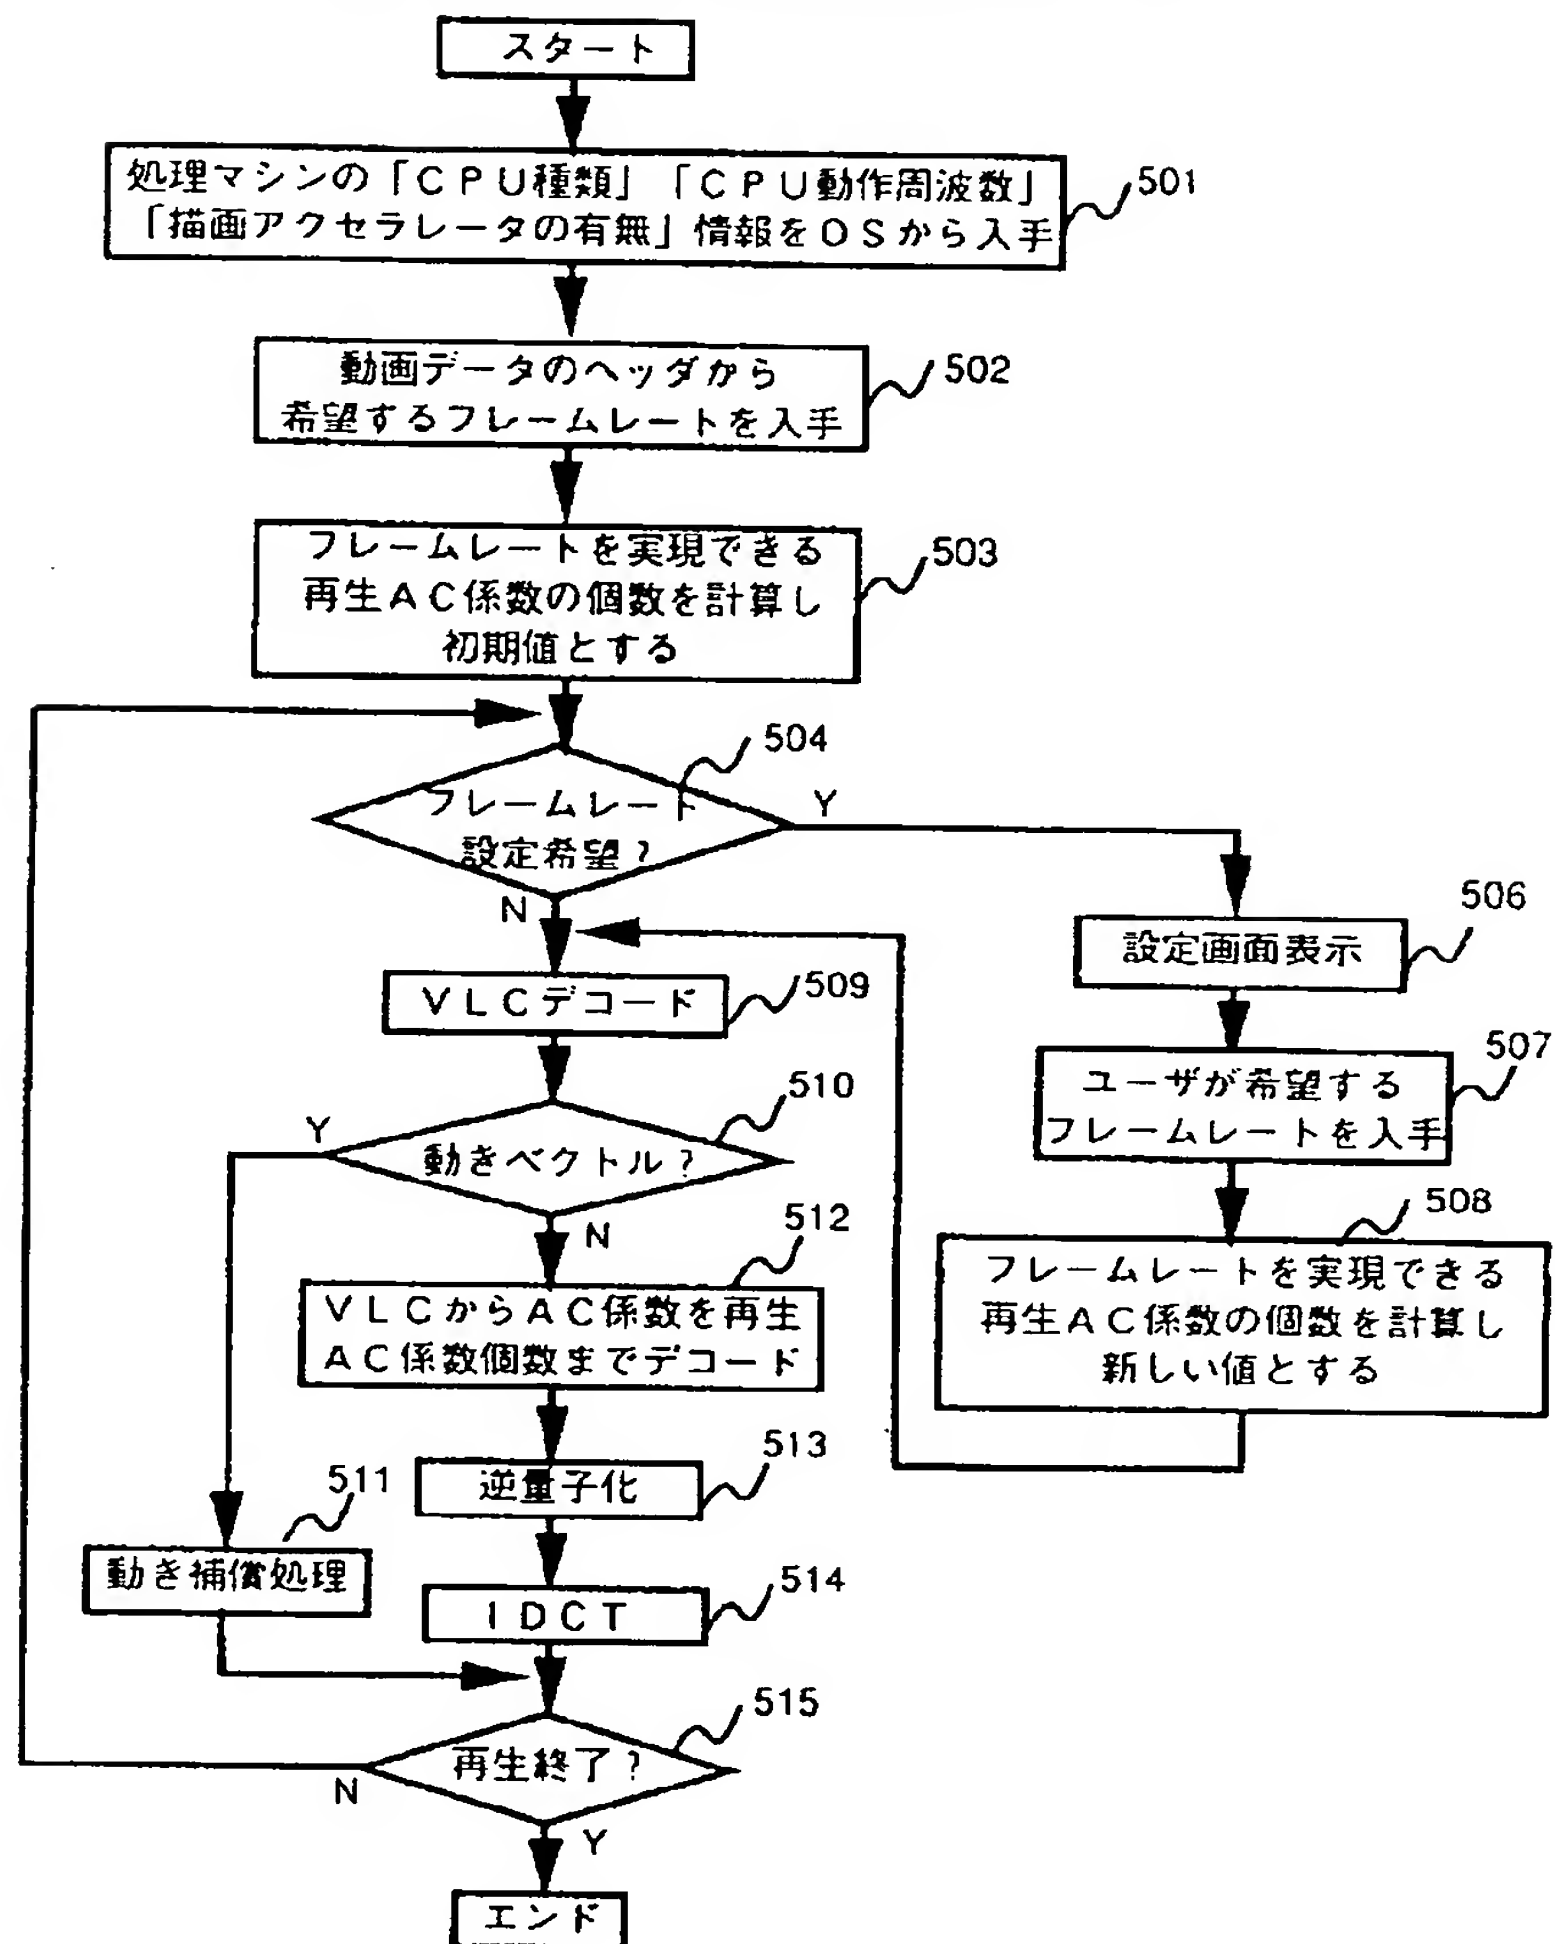 スタート
処理マシンの「CPU種類」「CPU動作周波数」
「描画アクセラレータの有無」情報をOSから入手
501
動画データのヘッダから
希望するフレームレートを入手
502
フレームレートを実現できる
再生AC係数の個数を計算し
初期値とする
503
504
フレームレート
設定希望?
Y
N
506
設定画面表示
VLCデコード
509
507
ユーザが希望する
フレームレートを入手
510
動きベクトル?
Y
N
508
フレームレートを実現できる
再生AC係数の個数を計算し
新しい値とする
512
VLCからAC係数を再生
AC係数個数までデコード
513
逆量子化
511
動き補償処理
514
IDCT
515
再生終了?
N
Y
エンド